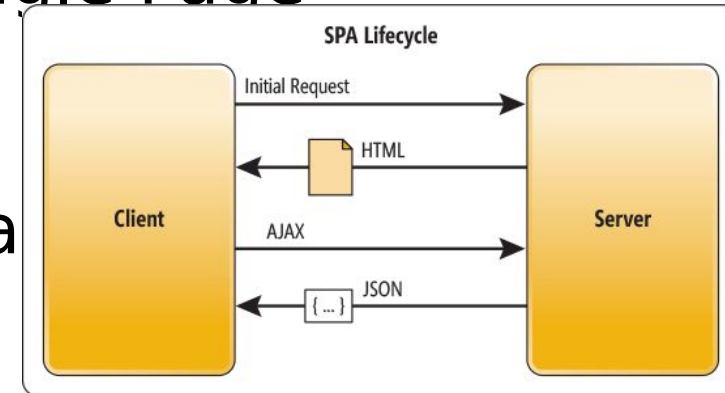 SPA Lifecycle
Initial Request
HTML
Client
Server
a
AJAX
JSON
{ ... }